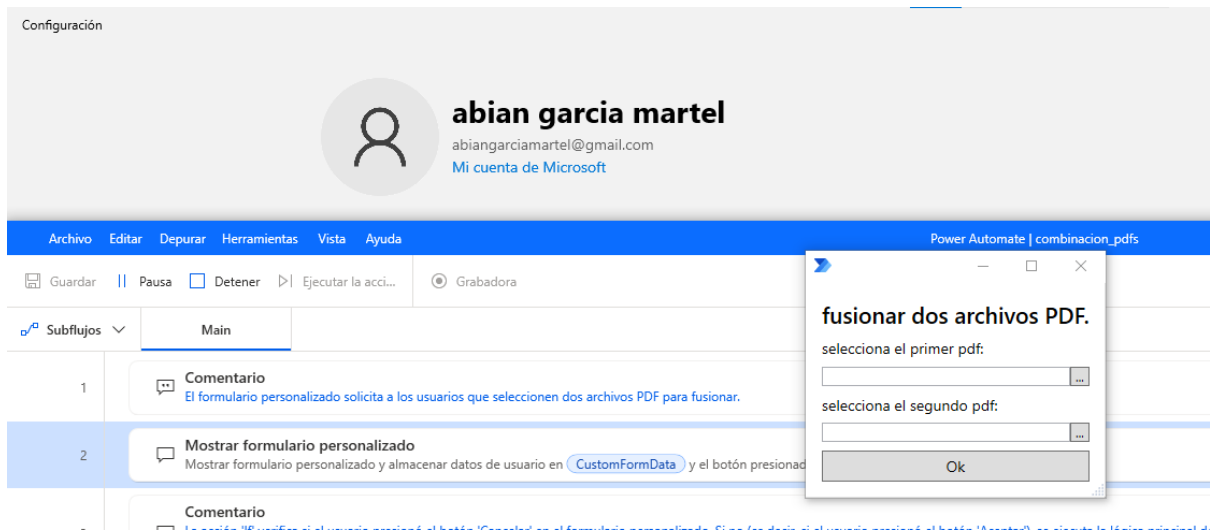 Configuración
abian garcia martel
abiangarciamartel@gmail.com
Mi cuenta de Microsoft
Archivo Editar Depurar Herramientas Vista Ayuda
Power Automate | combinacion_pdfs
Guardar Pausa Detener Ejecutar la acci... Grabadora
Subflujos Main
fusionar dos archivos PDF.
selecciona el primer pdf:
...
selecciona el segundo pdf:
...
Ok
1
Comentario
El formulario personalizado solicita a los usuarios que seleccionen dos archivos PDF para fusionar.
2
Mostrar formulario personalizado
Mostrar formulario personalizado y almacenar datos de usuario en CustomFormData y el botón presionad
Comentario